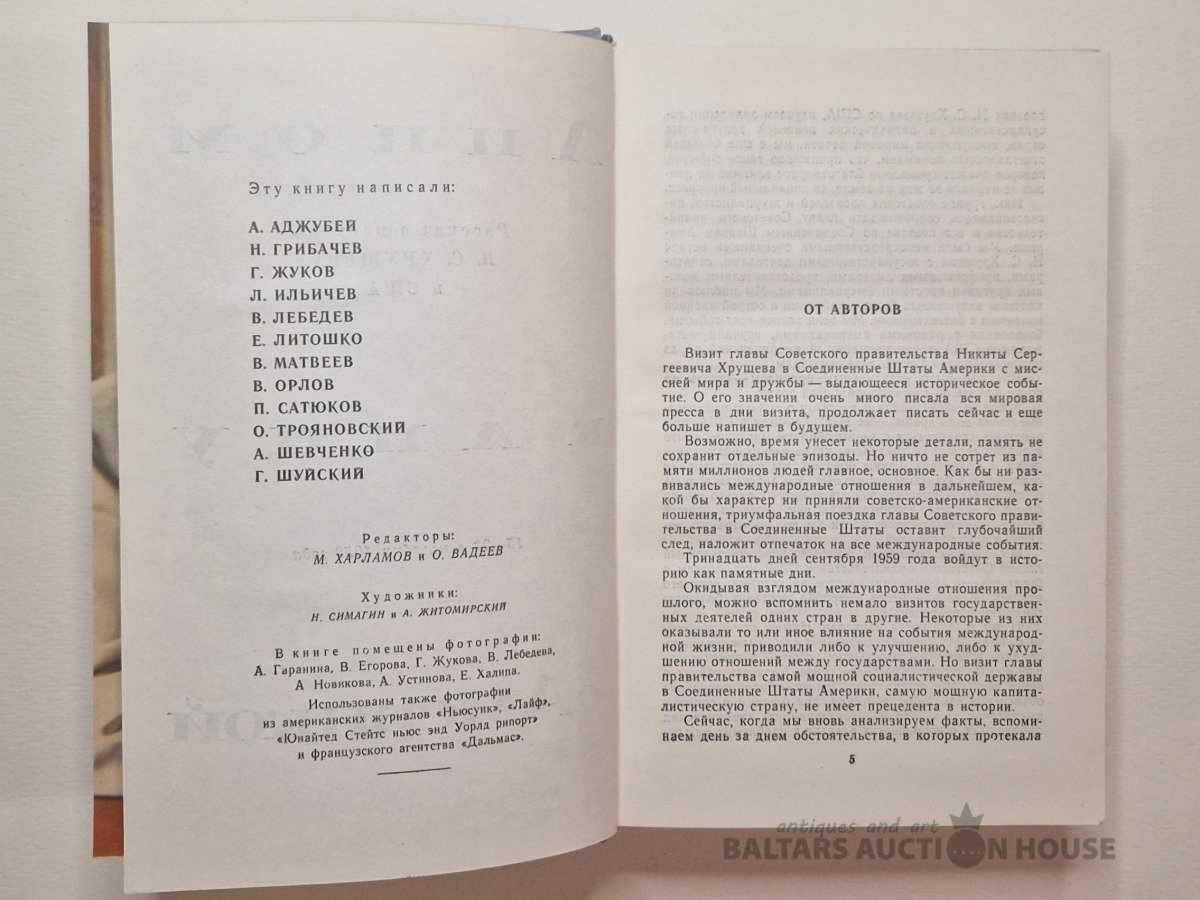 Эту книгу написали:
А. АДЖУБЕЙ
Н. ГРИБАЧЕВ
Г. ЖУКОВ
Л. ИЛЬИЧЕВ
В. ЛЕБЕДЕВ
Е. ЛИТОШКО
В. МАТВЕЕВ
В. ОРЛОВ
П. САТЮКОВ
О. ТРОЯНОВСКИЙ
А. ШЕВЧЕНКО
Г. ШУЙСКИЙ
Редакторы:
М. ХАРЛАМОВ и О. ВАДЕЕВ
Художники:
Н. СИМАГИН и А. ЖИТОМИРСКИЙ
В книге помещены фотографии:
А. Гаранина, В. Егорова, Г. Жукова, В. Лебедева,
А Новикова, А. Устинова, Е. Халипа.
Использованы также фотографии
из американских журналов «Ньюсуик», «Лайф»,
«Юнайтед Стейтс ньюс энд Уорлд рипорт»
и французского агентства «Дальмас».
ОТ АВТОРОВ
Визит главы Советского правительства Никиты Сер-
геевича Хрущева в Соединенные Штаты Америки с мис-
сией мира и дружбы — выдающееся историческое собы-
тие. О его значении очень много писала вся мировая
пресса в дни визита, продолжает писать сейчас и еще
больше напишет в будущем.
Возможно, время унесет некоторые детали, память не
сохранит отдельные эпизоды. Но ничто не сотрет из па-
мяти миллионов людей главное, основное. Как бы ни раз-
вивались международные отношения в дальнейшем, ка-
кой бы характер ни приняли советско-американские от-
ношения, триумфальная поездка главы Советского прави-
тельства в Соединенные Штаты оставит глубочайший
след, наложит отпечаток на все международные события.
Тринадцать дней сентября 1959 года войдут в исто-
рию как памятные дни.
Окидывая взглядом международные отношения про-
шлого, можно вспомнить немало визитов государствен-
ных деятелей одних стран в другие. Некоторые из них
оказывали то или иное влияние на события международ-
ной жизни, приводили либо к улучшению, либо к ухуд-
шению отношений между государствами. Но визит главы
правительства самой мощной социалистической державы
в Соединенные Штаты Америки, самую мощную капита-
листическую страну, не имеет прецедента в истории.
Сейчас, когда мы вновь анализируем факты, вспоми-
наем день за днем обстоятельства, в которых протекала
5
antiques and art
BALTARS AUCTION HOUSE